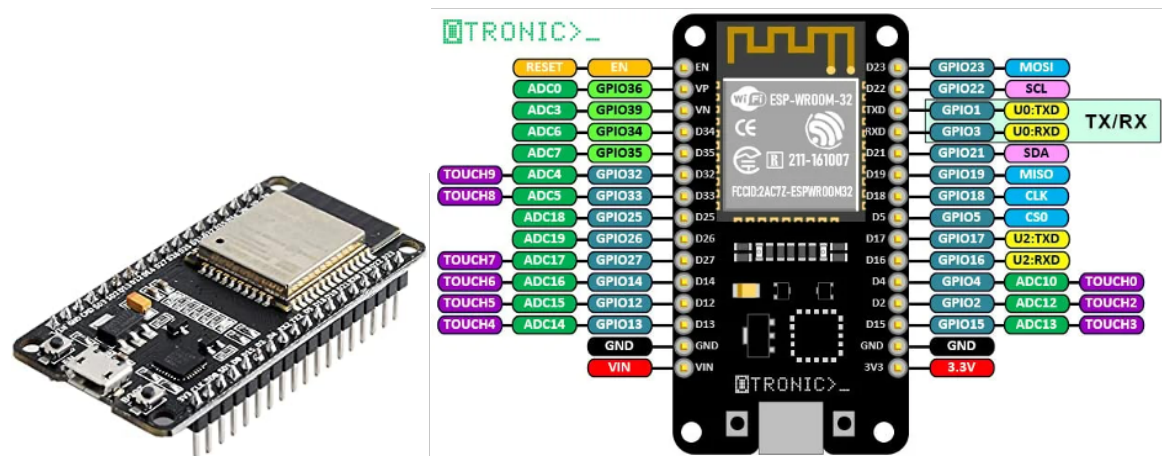 TRONIC>_
RESET EN EN D23 GPIO23 MOSI
ADC0 GPIO36 VP D22 GPIO22 SCL
ADC3 GPIO39 VN TXD GPIO1 U0:TXD
TX/RX
ADC6 GPIO34 D34 RXD GPIO3 U0:RXD
ADC7 GPIO35 D35 D21 GPIO21 SDA
TOUCH9 ADC4 GPIO32 D32 D19 GPIO19 MISO
TOUCH8 ADC5 GPIO33 D33 D18 GPIO18 CLK
ADC18 GPIO25 D25 D5 GPIO5 CS0
ADC19 GPIO26 D26 D17 GPIO17 U2:TXD
TOUCH7 ADC17 GPIO27 D27 D16 GPIO16 U2:RXD
TOUCH6 ADC16 GPIO14 D14 D4 GPIO4 ADC10 TOUCH0
TOUCH5 ADC15 GPIO12 D12 D2 GPIO2 ADC12 TOUCH2
TOUCH4 ADC14 GPIO13 D13 D15 GPIO15 ADC13 TOUCH3
GND GND GND GND
VIN VIN 3V3 3.3V
WiFi ESP-WROOM-32
CE
R 211-161007
FCCID:2AC7Z-ESPWROOM32
TRONIC>_